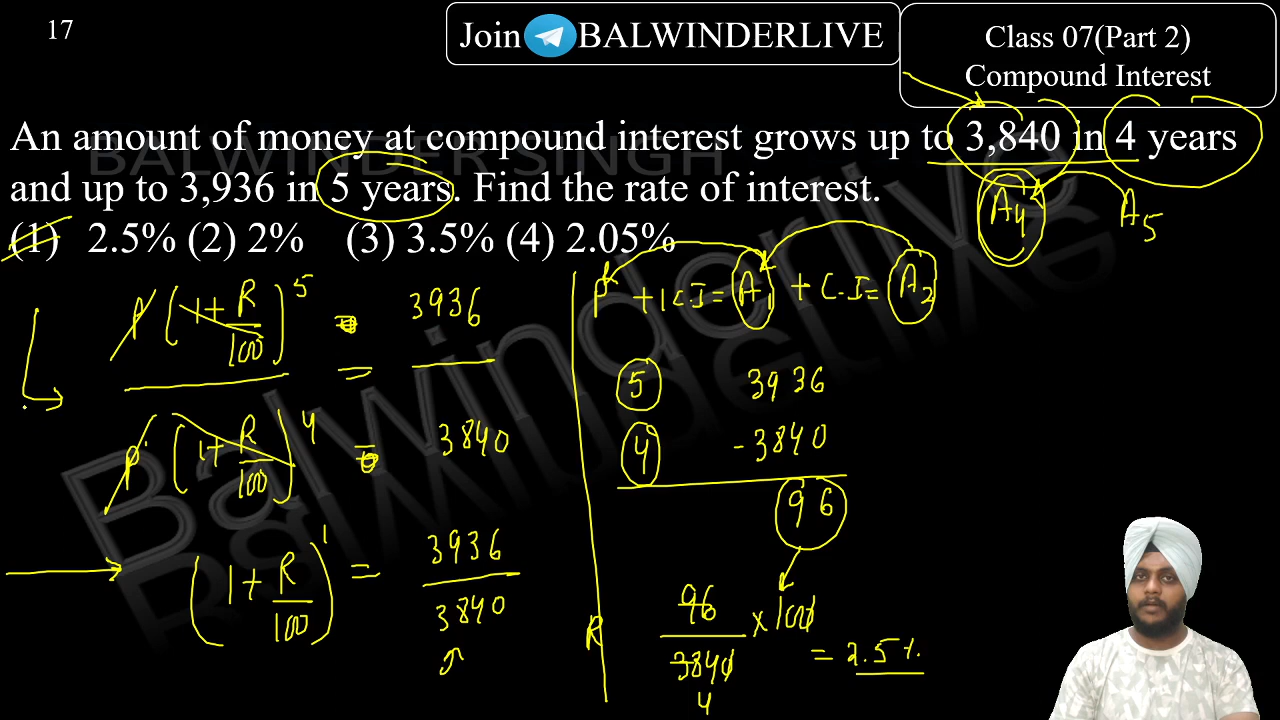 17
Join BALWINDERLIVE
Class 07(Part 2)
Compound Interest
An amount of money at compound interest grows up to 3,840 in 4 years
and up to 3,936 in 5 years. Find the rate of interest.
(1) 2.5% (2) 2% (3) 3.5% (4) 2.05%
BALWINDER SINGH
Balwinderlive
A4 A5
P(1+R/100)^5 = 3936
P(1+R/100)^4 = 3840
(1+R/100)^1 = 3936/3840
P + C.I = A1 + C.I = A2
5 3936
4 -3840
96
R 96/3840 x 100 = 2.5%
4